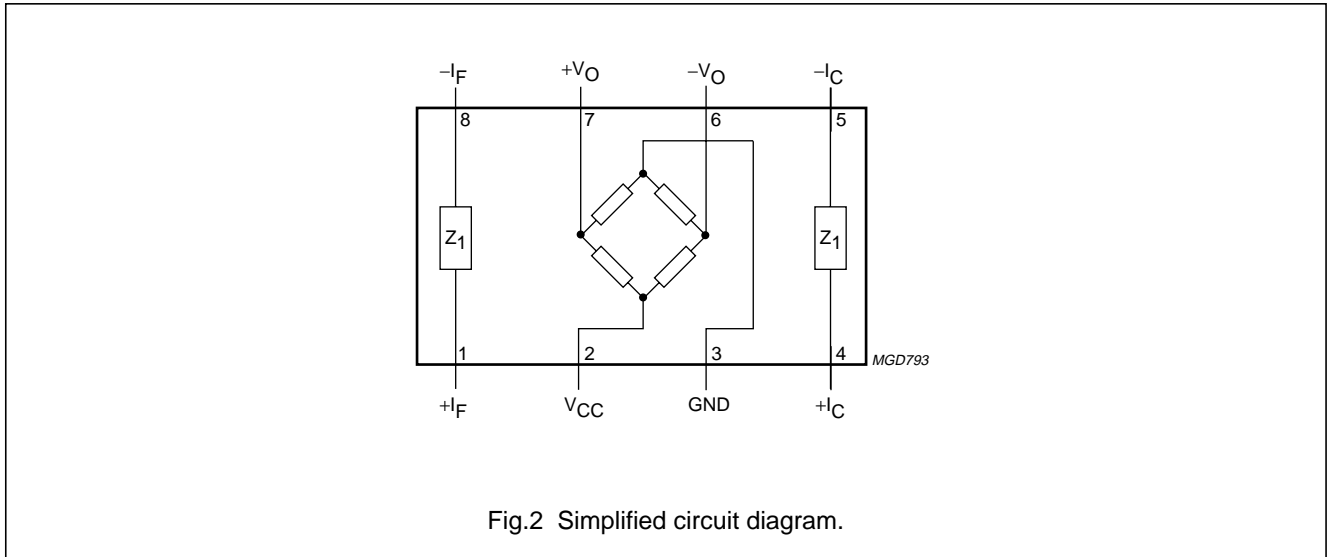 −IF +VO −VO −IC
8 7 6 5
Z1 Z1
1 2 3 4
MGD793
+IF VCC GND +IC
Fig.2 Simplified circuit diagram.